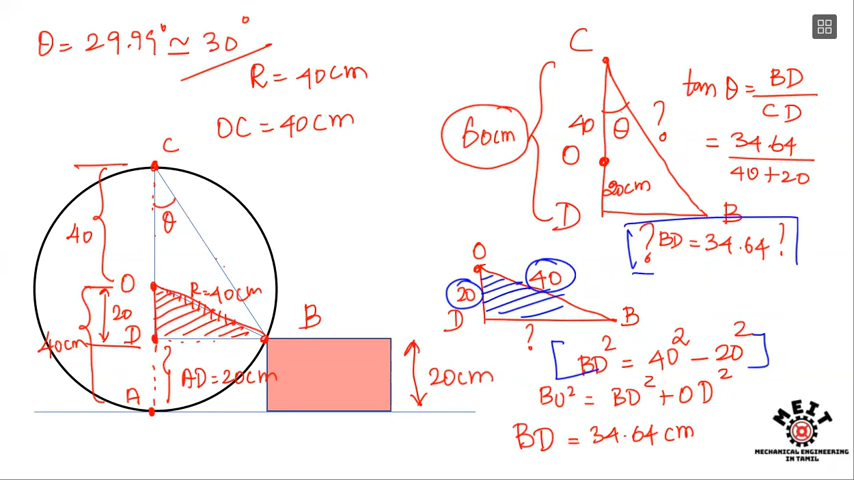 θ = 29.99° ≃ 30°
R = 40cm
OC = 40cm
C
40
θ
O
R=40cm
20
D
B
40cm
AD=20cm
20cm
A
C
60cm
40
θ
?
O
20cm
D
B
tan θ = BD / CD
= 34.64 / 40+20
? BD = 34.64 ?
O
20
40
D
B
?
[BD² = 40² - 20²]
BO² = BD² + OD²
BD = 34.64 cm
MEIT
MECHANICAL ENGINEERING
IN TAMIL